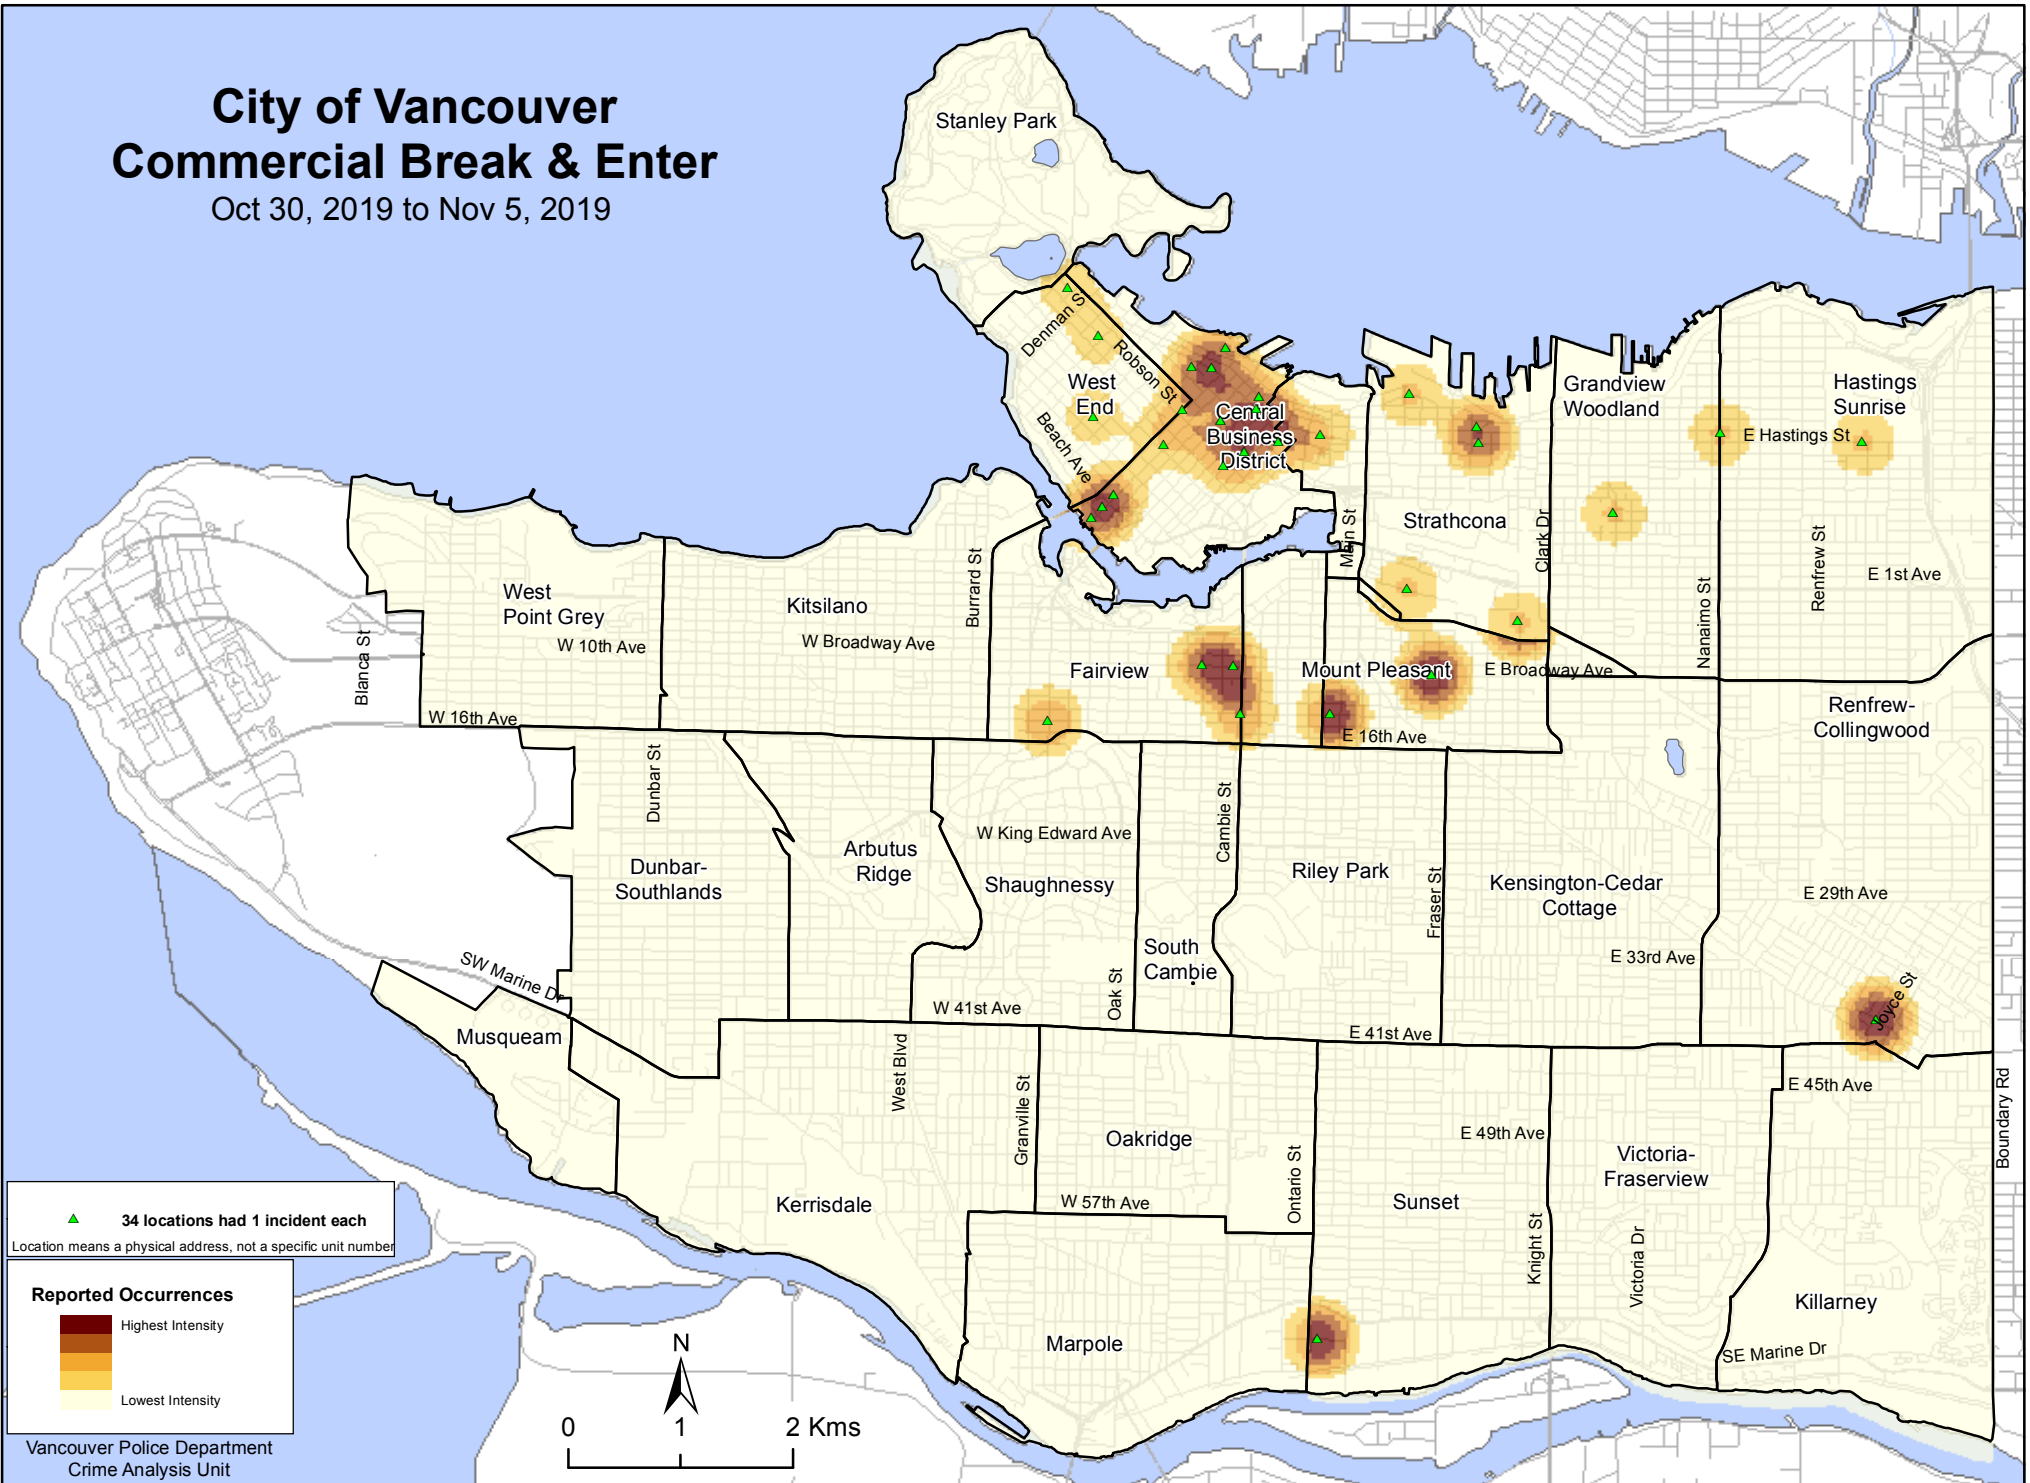 City of Vancouver
Commercial Break & Enter
Oct 30, 2019 to Nov 5, 2019
Stanley Park
Denman St
Robson St
West
End
Beach Ave
Central
Business
District
Grandview
Woodland
Hastings
Sunrise
E Hastings St
Strathcona
Main St
Clark Dr
Nanaimo St
Renfrew St
E 1st Ave
West
Point Grey
Kitsilano
Burrard St
W 10th Ave
W Broadway Ave
Blanca St
Fairview
Mount Pleasant
E Broadway Ave
W 16th Ave
E 16th Ave
Renfrew-
Collingwood
Dunbar St
Cambie St
W King Edward Ave
Arbutus
Ridge
Dunbar-
Southlands
Shaughnessy
Riley Park
Fraser St
Kensington-Cedar
Cottage
E 29th Ave
South
Cambie
E 33rd Ave
SW Marine Dr
Oak St
W 41st Ave
Joyce St
Musqueam
E 41st Ave
West Blvd
Granville St
E 45th Ave
Boundary Rd
Oakridge
E 49th Ave
Ontario St
Victoria-
Fraserview
Kerrisdale
W 57th Ave
Sunset
Knight St
Victoria Dr
Killarney
Marpole
SE Marine Dr
34 locations had 1 incident each
Location means a physical address, not a specific unit number
Reported Occurrences
Highest Intensity
Lowest Intensity
N
0 1 2 Kms
Vancouver Police Department
Crime Analysis Unit